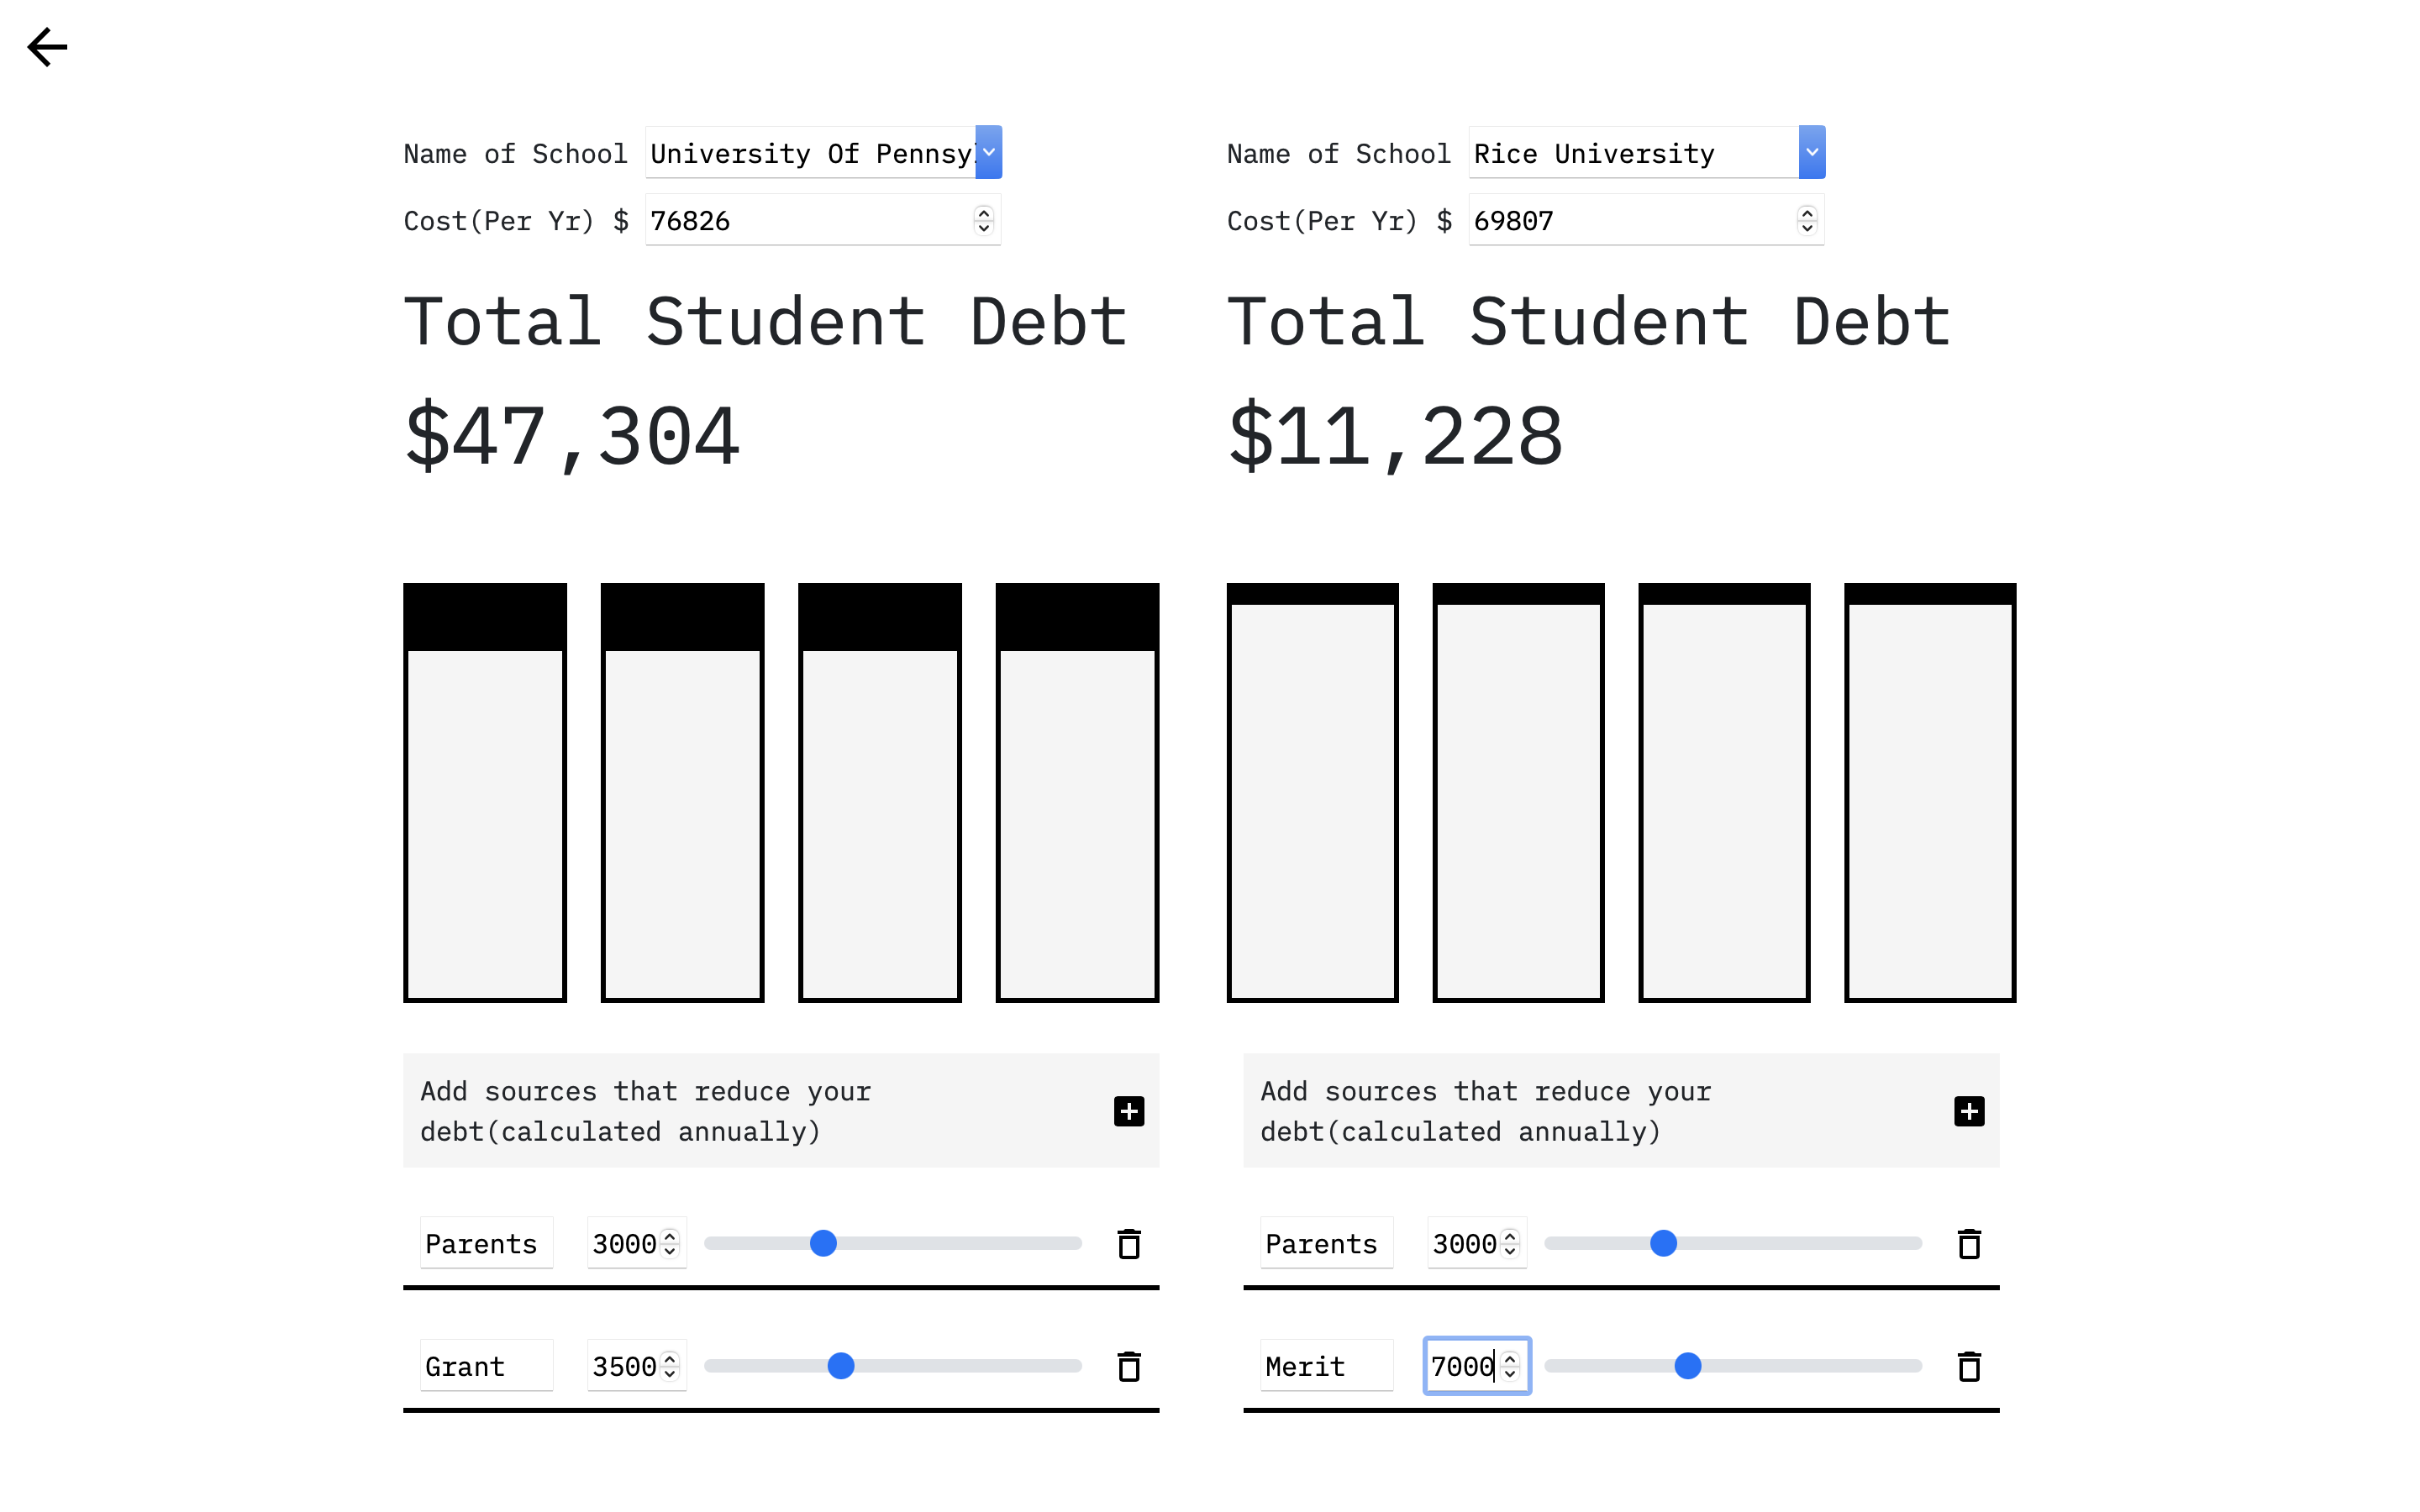 Name of School University Of Pennsy
Cost(Per Yr) $ 76826
Total Student Debt
$47,304
Add sources that reduce your
debt(calculated annually)
Parents 3000
Grant 3500
Name of School Rice University
Cost(Per Yr) $ 69807
Total Student Debt
$11,228
Add sources that reduce your
debt(calculated annually)
Parents 3000
Merit 7000